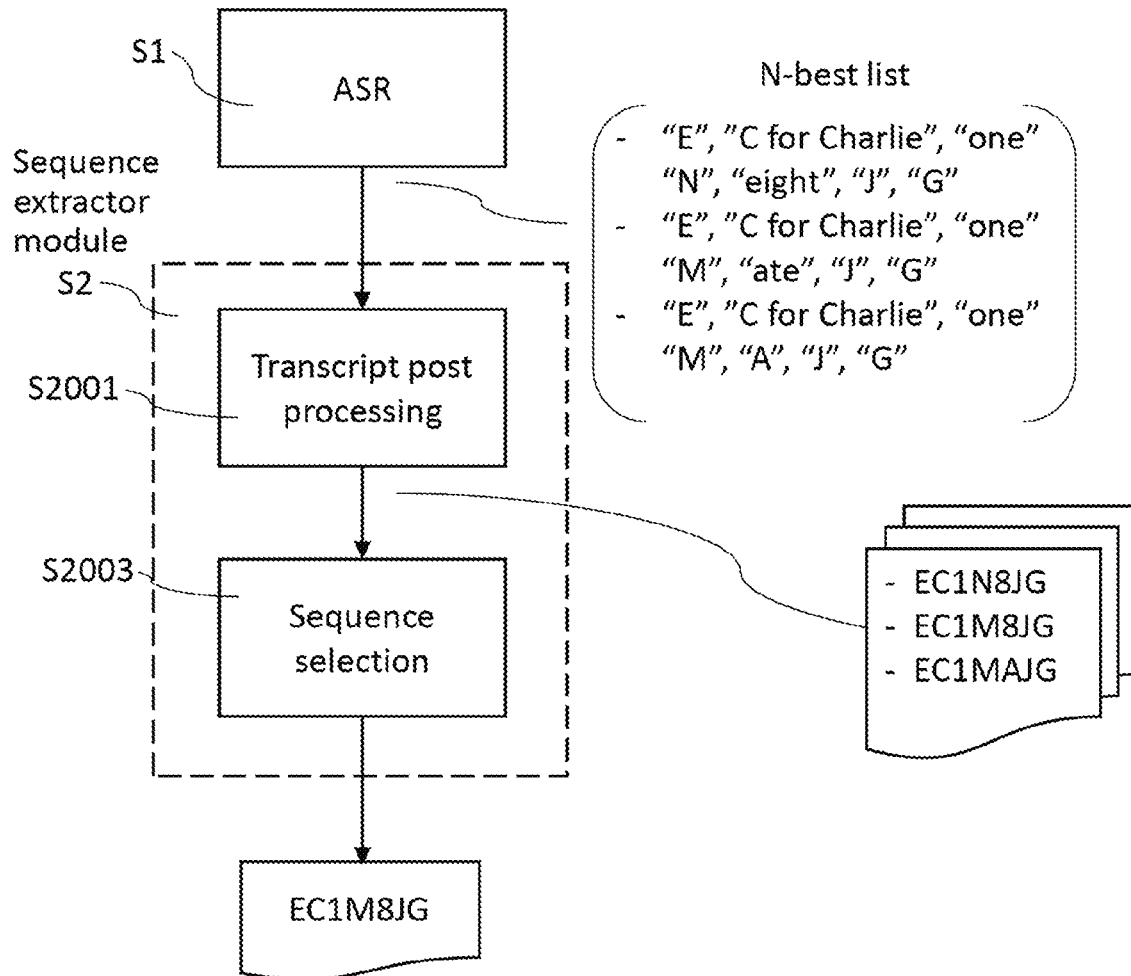 S1
ASR
N-best list
- “E”, ”C for Charlie”, “one”
“N”, “eight”, “J”, “G”
- “E”, ”C for Charlie”, “one”
“M”, “ate”, “J”, “G”
- “E”, ”C for Charlie”, “one”
“M”, “A”, “J”, “G”
Sequence
extractor
module
S2
S2001
Transcript post
processing
S2003
Sequence
selection
- EC1N8JG
- EC1M8JG
- EC1MAJG
EC1M8JG